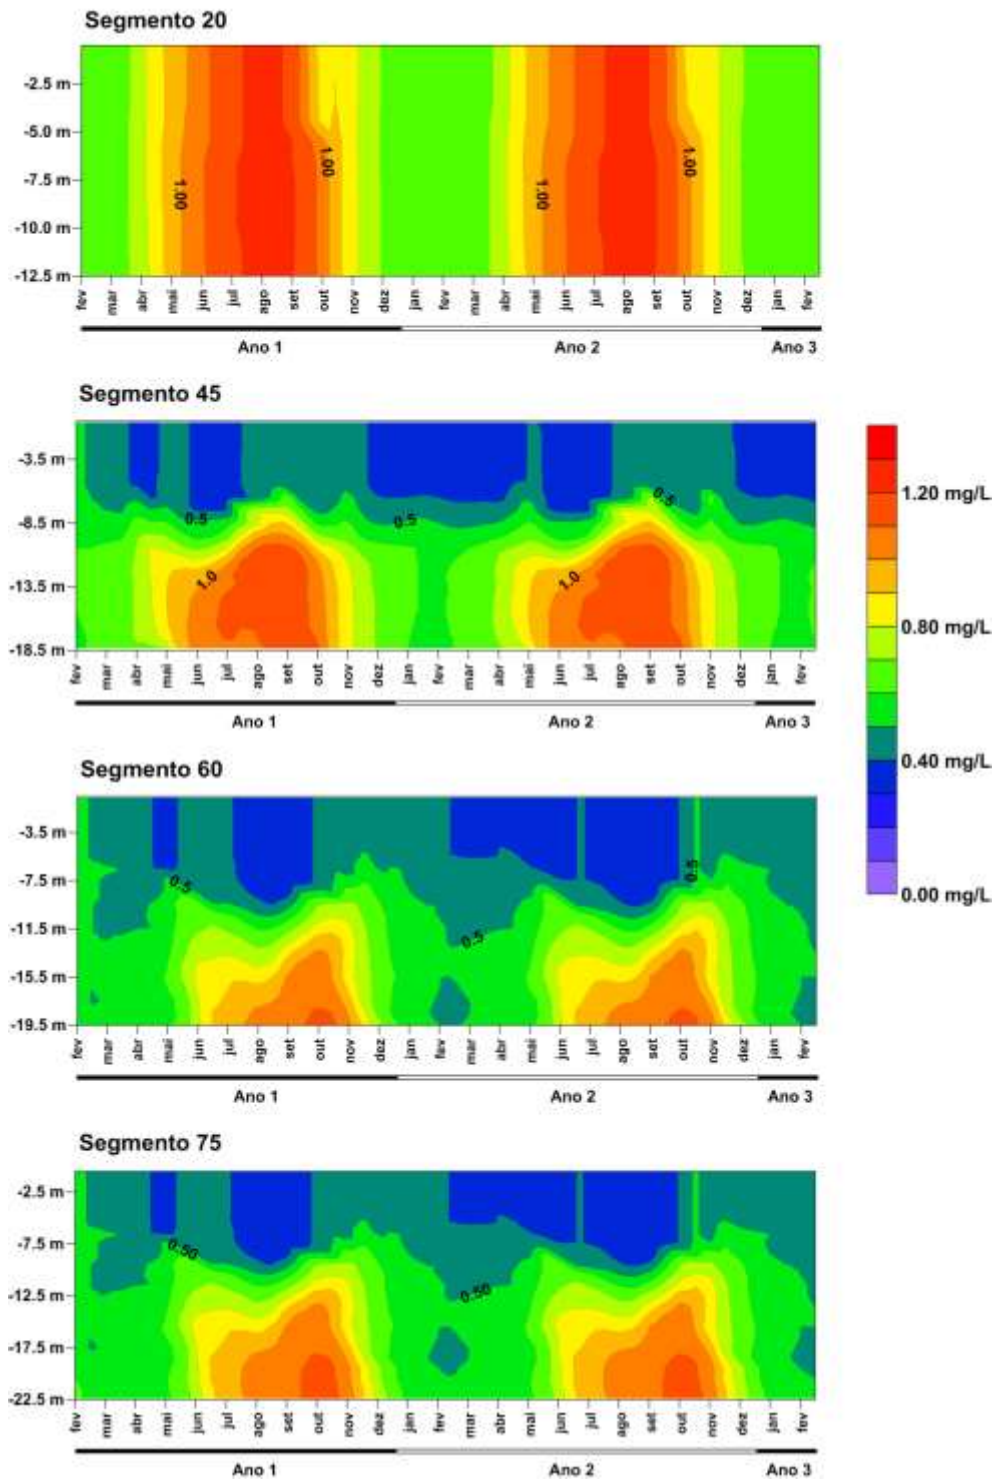 Segmento 20
-2.5 m
-5.0 m
-7.5 m
-10.0 m
-12.5 m
1.00
1.00
1.00
1.00
fev mar abr mai jun jul ago set out nov dez jan fev mar abr mai jun jul ago set out nov dez jan fev
Ano 1 Ano 2 Ano 3
Segmento 45
-3.5 m
-8.5 m
-13.5 m
-18.5 m
0.5
0.5
0.5
1.0
1.0
fev mar abr mai jun jul ago set out nov dez jan fev mar abr mai jun jul ago set out nov dez jan fev
Ano 1 Ano 2 Ano 3
1.20 mg/L
0.80 mg/L
0.40 mg/L
0.00 mg/L
Segmento 60
-3.5 m
-7.5 m
-11.5 m
-15.5 m
-19.5 m
0.5
0.5
0.5
fev mar abr mai jun jul ago set out nov dez jan fev mar abr mai jun jul ago set out nov dez jan fev
Ano 1 Ano 2 Ano 3
Segmento 75
-2.5 m
-7.5 m
-12.5 m
-17.5 m
-22.5 m
0.50
0.50
fev mar abr mai jun jul ago set out nov dez jan fev mar abr mai jun jul ago set out nov dez jan fev
Ano 1 Ano 2 Ano 3